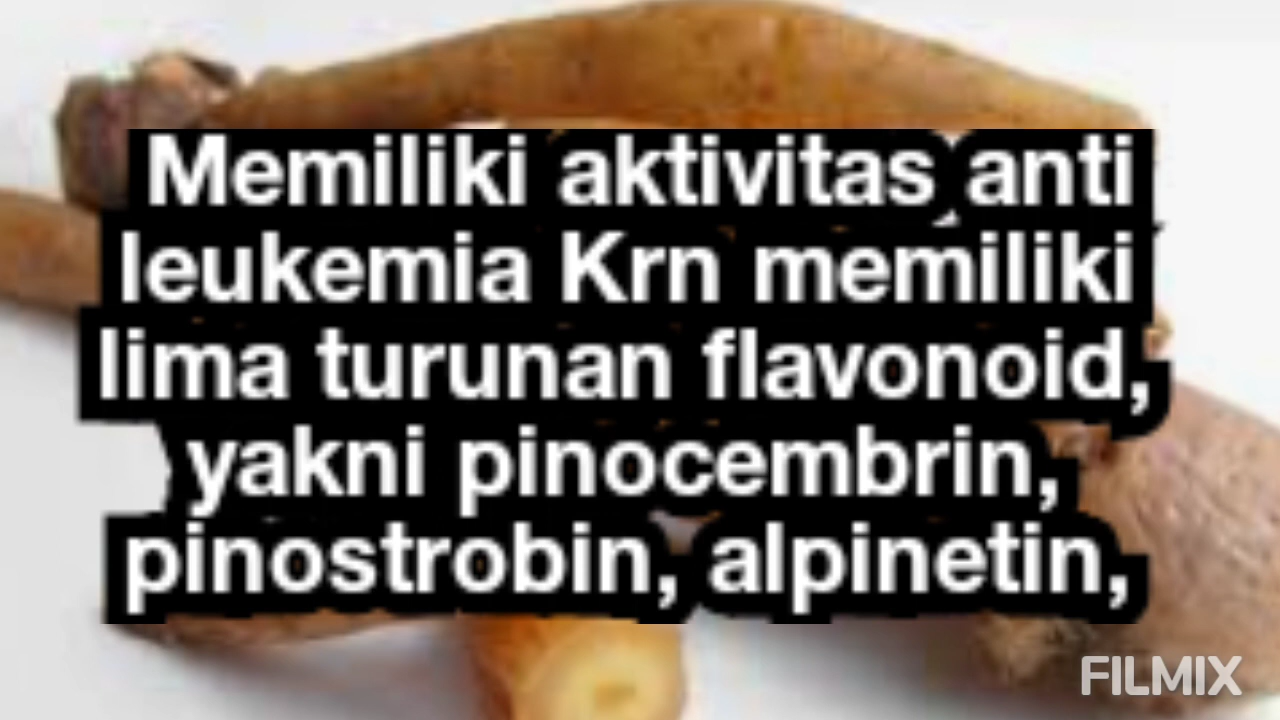 Memiliki aktivitas anti
leukemia Krn memiliki
lima turunan flavonoid,
yakni pinocembrin,
pinostrobin, alpinetin,
FILMIX